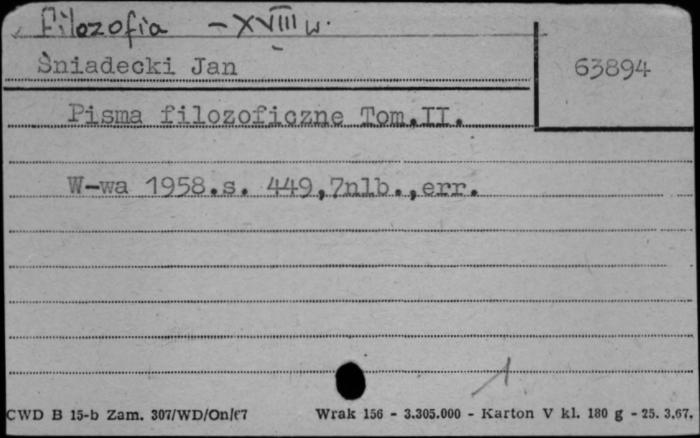 Filozofia - XVIII w.
Śniadecki Jan
63894
Pisma filozoficzne Tom.II.
W-wa 1958.s. 449,7nlb.,err.
1
CWD B 15-b Zam. 307/WD/On/67 Wrak 156 - 3.305.000 - Karton V kl. 180 g - 25. 3.67.